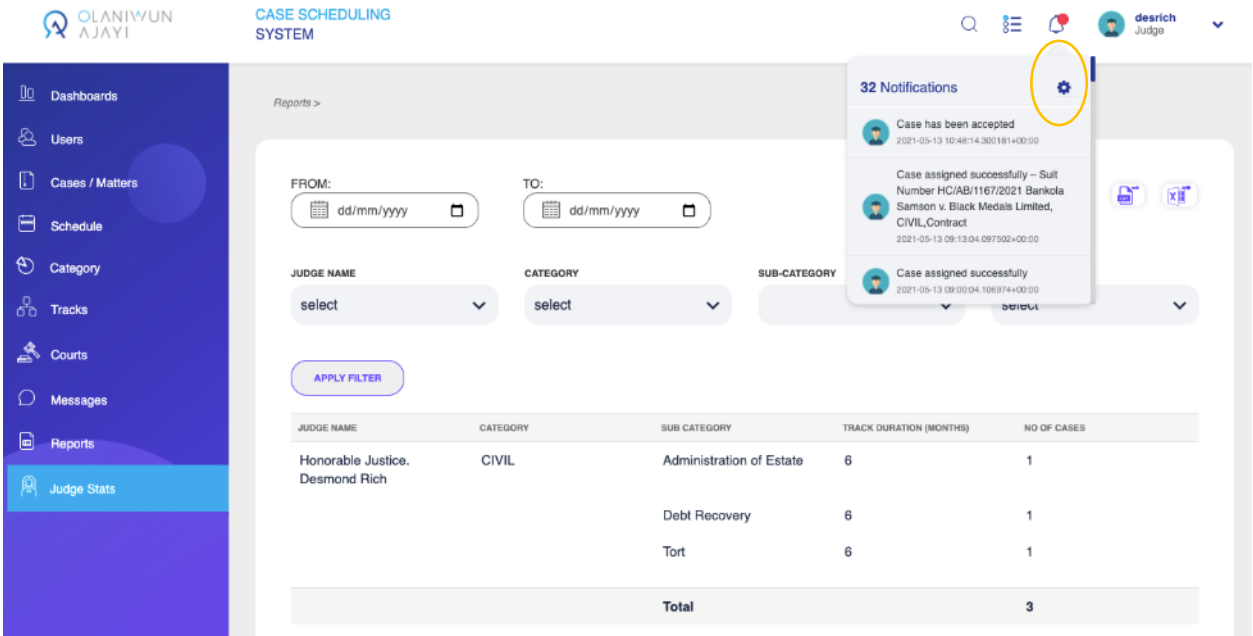 OLANIWUN
AJAYI
CASE SCHEDULING
SYSTEM
desrich
Judge
Dashboards
Users
Cases / Matters
Schedule
Category
Tracks
Courts
Messages
Reports
Judge Stats
Reports >
32 Notifications
Case has been accepted
2021-05-13 10:48:14.300181+00:00
Case assigned successfully – Suit
Number HC/AB/1167/2021 Bankola
Samson v. Black Medals Limited,
CIVIL,Contract
2021-05-13 09:13:04.097502+00:00
Case assigned successfully
2021-05-13 09:00:04.106974+00:00
FROM:
dd/mm/yyyy
TO:
dd/mm/yyyy
JUDGE NAME
CATEGORY
SUB-CATEGORY
select
select
select
APPLY FILTER
JUDGE NAME CATEGORY SUB CATEGORY TRACK DURATION (MONTHS) NO OF CASES
Honorable Justice. CIVIL Administration of Estate 6 1
Desmond Rich
Debt Recovery 6 1
Tort 6 1
Total 3